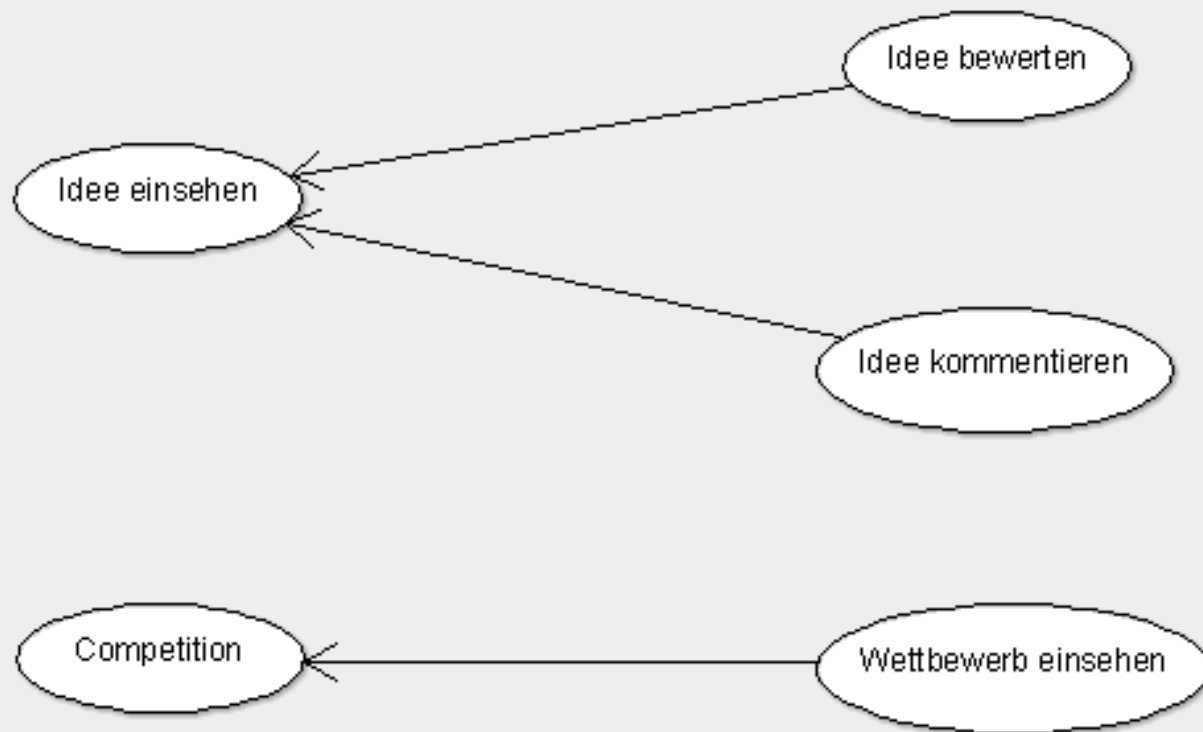 Idee bewerten
Idee einsehen
Idee kommentieren
Competition
Wettbewerb einsehen